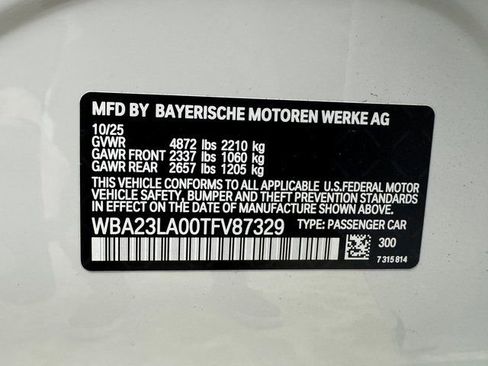 MFD BY BAYERISCHE MOTOREN WERKE AG
10/25
GVWR 4872 lbs 2210 kg
GAWR FRONT 2337 lbs 1060 kg
GAWR REAR 2657 lbs 1205 kg
THIS VEHICLE CONFORMS TO ALL APPLICABLE U.S.FEDERAL MOTOR
VEHICLE SAFETY, BUMPER AND THEFT PREVENTION STANDARDS
IN EFFECT ON THE DATE OF MANUFACTURE SHOWN ABOVE.
WBA23LA00TFV87329 TYPE: PASSENGER CAR
300
7 315 814